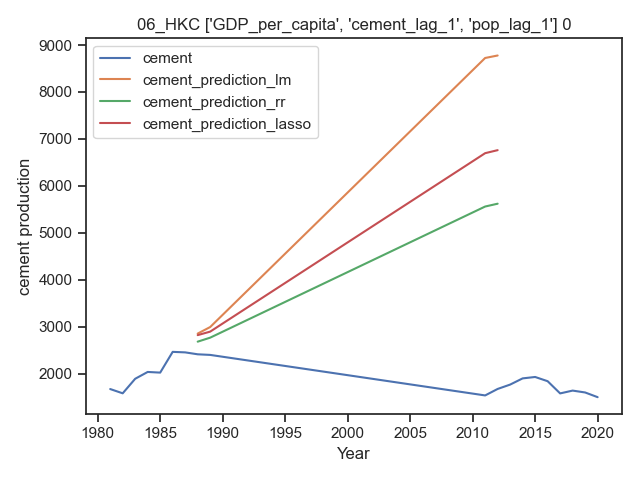 06_HKC ['GDP_per_capita', 'cement_lag_1', 'pop_lag_1'] 0
cement
cement_prediction_lm
cement_prediction_rr
cement_prediction_lasso
cement production
9000
8000
7000
6000
5000
4000
3000
2000
1980 1985 1990 1995 2000 2005 2010 2015 2020
Year